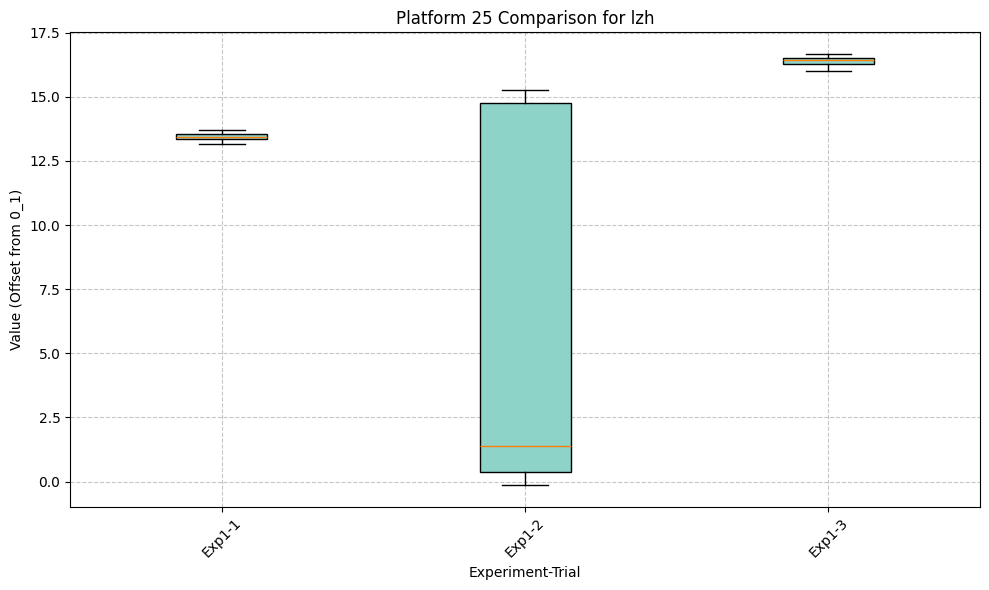 Platform 25 Comparison for lzh
17.5
15.0
12.5
10.0
7.5
5.0
2.5
0.0
Value (Offset from 0_1)
Exp1-1
Exp1-2
Exp1-3
Experiment-Trial